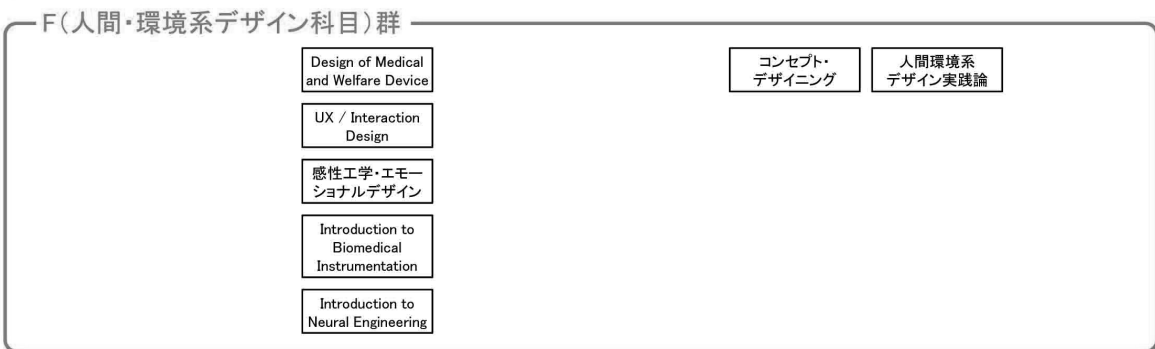 F(人間・環境系デザイン科目)群
Design of Medical
and Welfare Device
コンセプト・
デザイニング
人間環境系
デザイン実践論
UX / Interaction
Design
感性工学・エモー
ショナルデザイン
Introduction to
Biomedical
Instrumentation
Introduction to
Neural Engineering